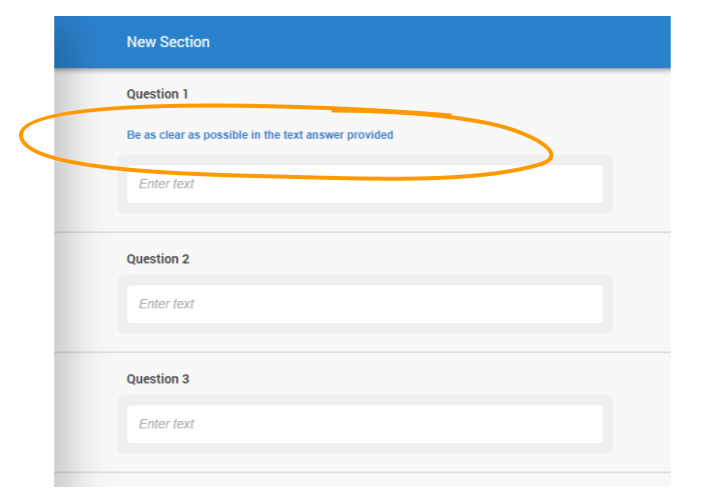 New Section
Question 1
Be as clear as possible in the text answer provided
Enter text
Question 2
Enter text
Question 3
Enter text